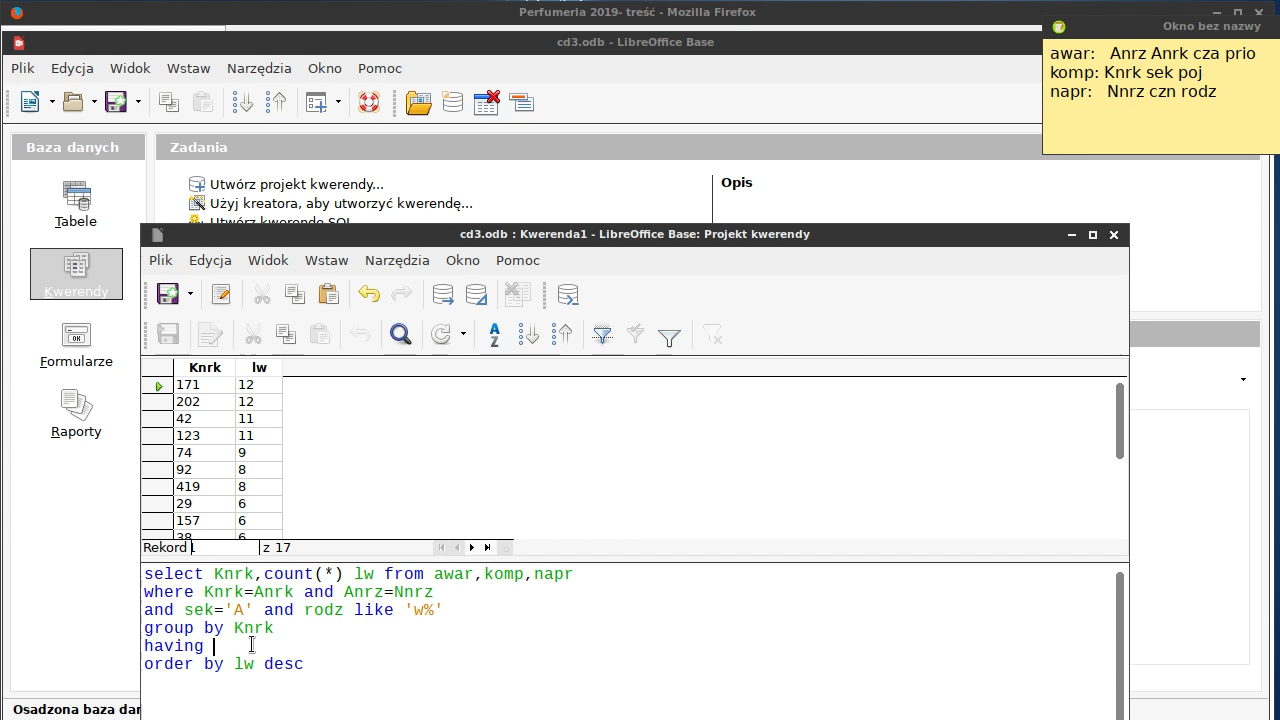 Perfumeria 2019- treść - Mozilla Firefox
cd3.odb - LibreOffice Base
Okno bez nazwy
awar: Anrz Anrk cza prio
komp: Knrk sek poj
napr: Nnrz czn rodz
Plik Edycja Widok Wstaw Narzędzia Okno Pomoc
Baza danych
Zadania
Tabele
Kwerendy
Formularze
Raporty
Utwórz projekt kwerendy...
Użyj kreatora, aby utworzyć kwerendę...
Utwórz kwerendę SQL
Opis
cd3.odb : Kwerenda1 - LibreOffice Base: Projekt kwerendy
Plik Edycja Widok Wstaw Narzędzia Okno Pomoc
Knrk lw
171 12
202 12
42 11
123 11
74 9
92 8
419 8
29 6
157 6
38 6
Rekord 1 z 17
select Knrk,count(*) lw from awar,komp,napr
where Knrk=Anrk and Anrz=Nnrz
and sek='A' and rodz like 'w%'
group by Knrk
having
order by lw desc
Osadzona baza dan